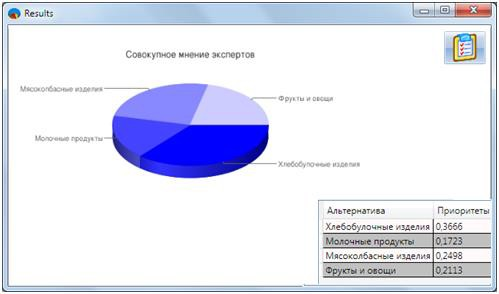 Results
Совокупное мнение экспертов
Мясоколбасные изделия
Фрукты и овощи
Молочные продукты
Хлебобулочные изделия
Альтернатива Приоритеты
Хлебобулочные изделия 0,3666
Молочные продукты 0,1723
Мясоколбасные изделия 0,2498
Фрукты и овощи 0,2113